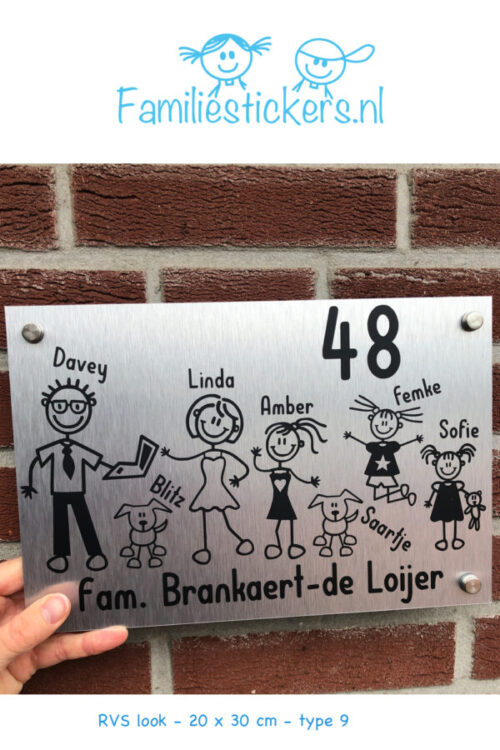 Familiestickers.nl
48
Davey
Linda
Amber
Femke
Sofie
Blitz
Saartje
fam. Brankaert-de Loijer
RVS look - 20 x 30 cm - type 9